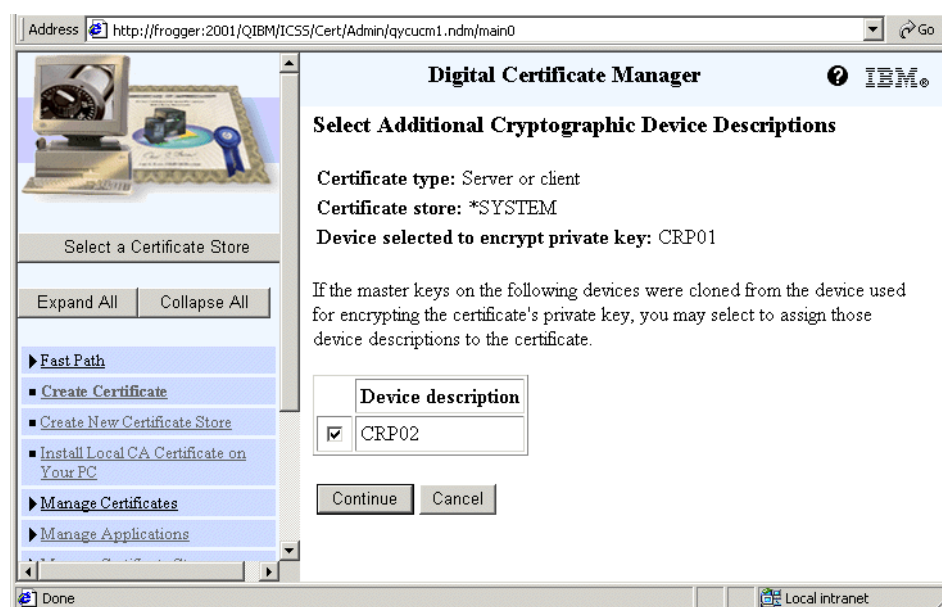 Address http://frogger:2001/QIBM/ICSS/Cert/Admin/qycucm1.ndm/main0 Go
Digital Certificate Manager
IBM®
Select Additional Cryptographic Device Descriptions
Certificate type: Server or client
Certificate store: *SYSTEM
Device selected to encrypt private key: CRP01
If the master keys on the following devices were cloned from the device used
for encrypting the certificate's private key, you may select to assign those
device descriptions to the certificate.
Device description
CRP02
Continue Cancel
Select a Certificate Store
Expand All Collapse All
Fast Path
Create Certificate
Create New Certificate Store
Install Local CA Certificate on
Your PC
Manage Certificates
Manage Applications
Done
Local intranet